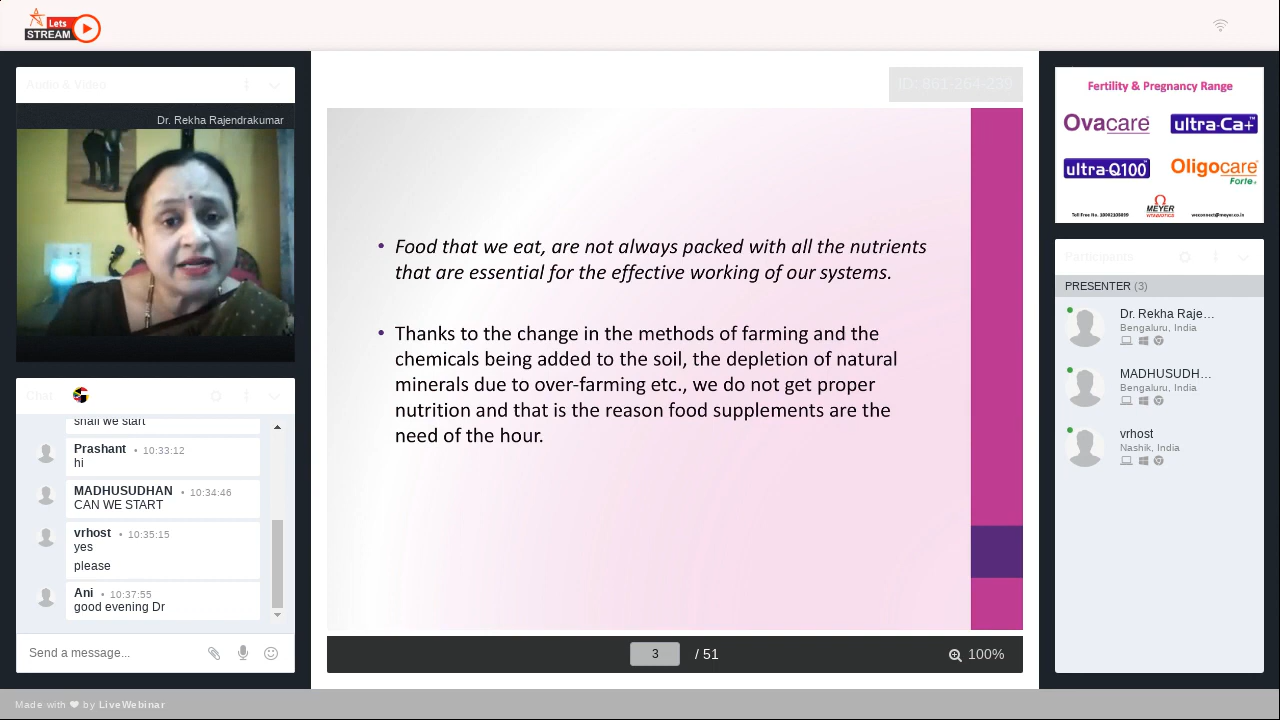 Lets
STREAM
Audio & Video
Dr. Rekha Rajendrakumar
Chat
shall we start
Prashant • 10:33:12
hi
MADHUSUDHAN • 10:34:46
CAN WE START
vrhost • 10:35:15
yes
please
Ani • 10:37:55
good evening Dr
Send a message...
ID: 861-264-230
• Food that we eat, are not always packed with all the nutrients
that are essential for the effective working of our systems.
• Thanks to the change in the methods of farming and the
chemicals being added to the soil, the depletion of natural
minerals due to over-farming etc., we do not get proper
nutrition and that is the reason food supplements are the
need of the hour.
3 / 51
100%
Fertility & Pregnancy Range
Ovacare
ultra-Ca+
ultra-Q100
Oligocare
Forte+
MEYER
VITABIOTICS
weconnect@meyer.co.in
Participants
PRESENTER (3)
Dr. Rekha Raje...
Bengaluru, India
MADHUSUDH...
Bengaluru, India
vrhost
Nashik, India
Made with by LiveWebinar